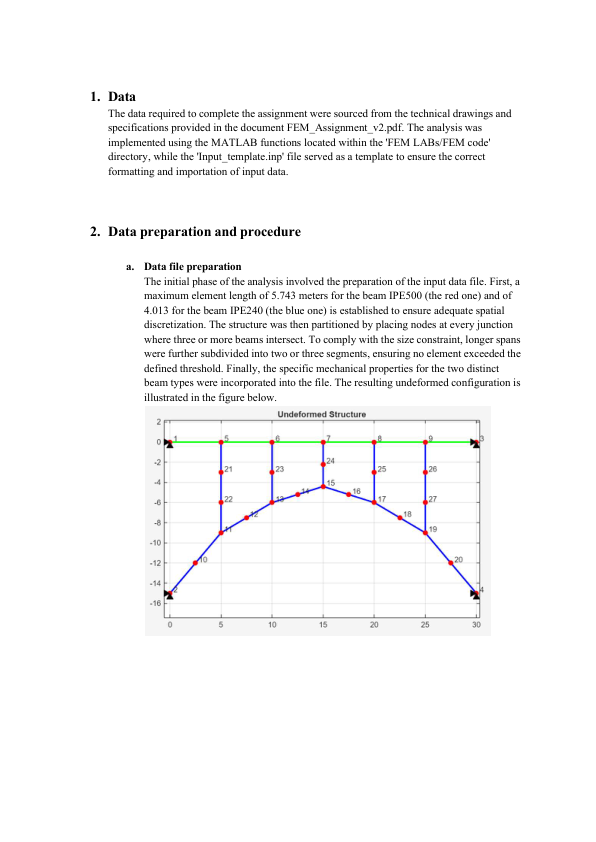 1. Data
The data required to complete the assignment were sourced from the technical drawings and
specifications provided in the document FEM_Assignment_v2.pdf. The analysis was
implemented using the MATLAB functions located within the 'FEM LABs/FEM code'
directory, while the 'Input_template.inp' file served as a template to ensure the correct
formatting and importation of input data.
2. Data preparation and procedure
a. Data file preparation
The initial phase of the analysis involved the preparation of the input data file. First, a
maximum element length of 5.743 meters for the beam IPE500 (the red one) and of
4.013 for the beam IPE240 (the blue one) is established to ensure adequate spatial
discretization. The structure was then partitioned by placing nodes at every junction
where three or more beams intersect. To comply with the size constraint, longer spans
were further subdivided into two or three segments, ensuring no element exceeded the
defined threshold. Finally, the specific mechanical properties for the two distinct
beam types were incorporated into the file. The resulting undeformed configuration is
illustrated in the figure below.
Undeformed Structure
2
0 1 5 6 7 8 9 3
-2
24
21 23 25 26
-4
15
14 16
-6 22 13 17 27
12 18
-8
11 19
-10
-12 10 20
-14
2 4
-16
0 5 10 15 20 25 30